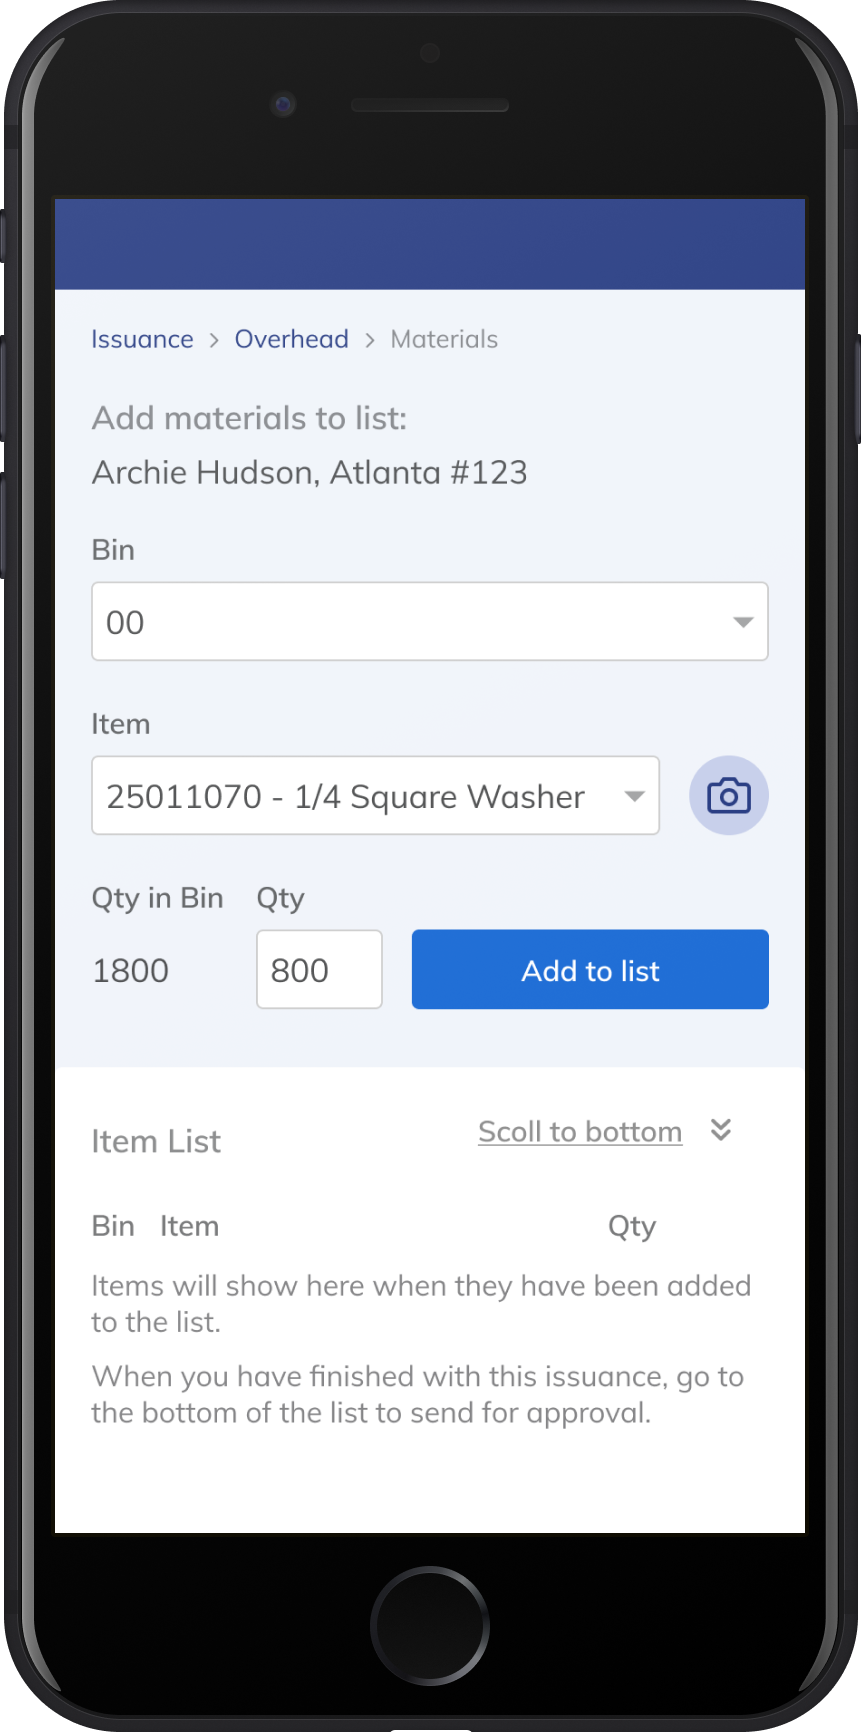 Issuance > Overhead > Materials
Add materials to list:
Archie Hudson, Atlanta #123
Bin
00
Item
25011070 - 1/4 Square Washer
Qty in Bin Qty
1800 800 Add to list
Item List Scoll to bottom
Bin Item Qty
Items will show here when they have been added
to the list.
When you have finished with this issuance, go to
the bottom of the list to send for approval.